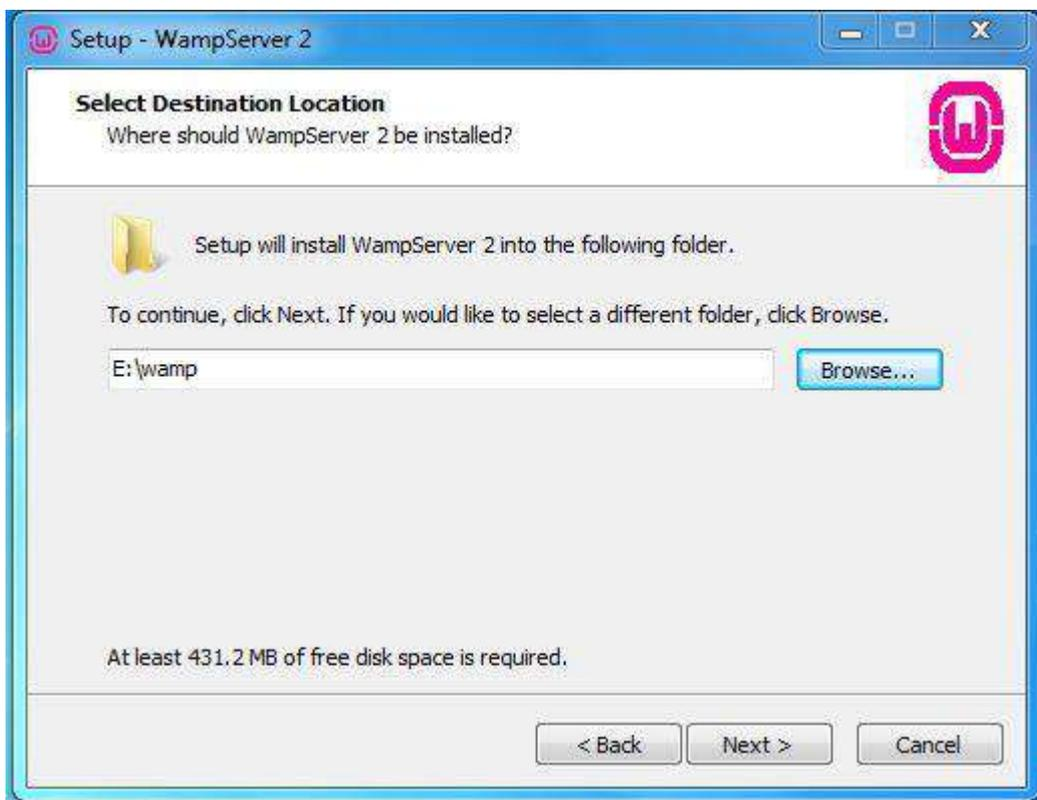 Setup - WampServer 2
Select Destination Location
Where should WampServer 2 be installed?
Setup will install WampServer 2 into the following folder.
To continue, click Next. If you would like to select a different folder, click Browse.
E:\wamp
Browse...
At least 431.2 MB of free disk space is required.
< Back
Next >
Cancel